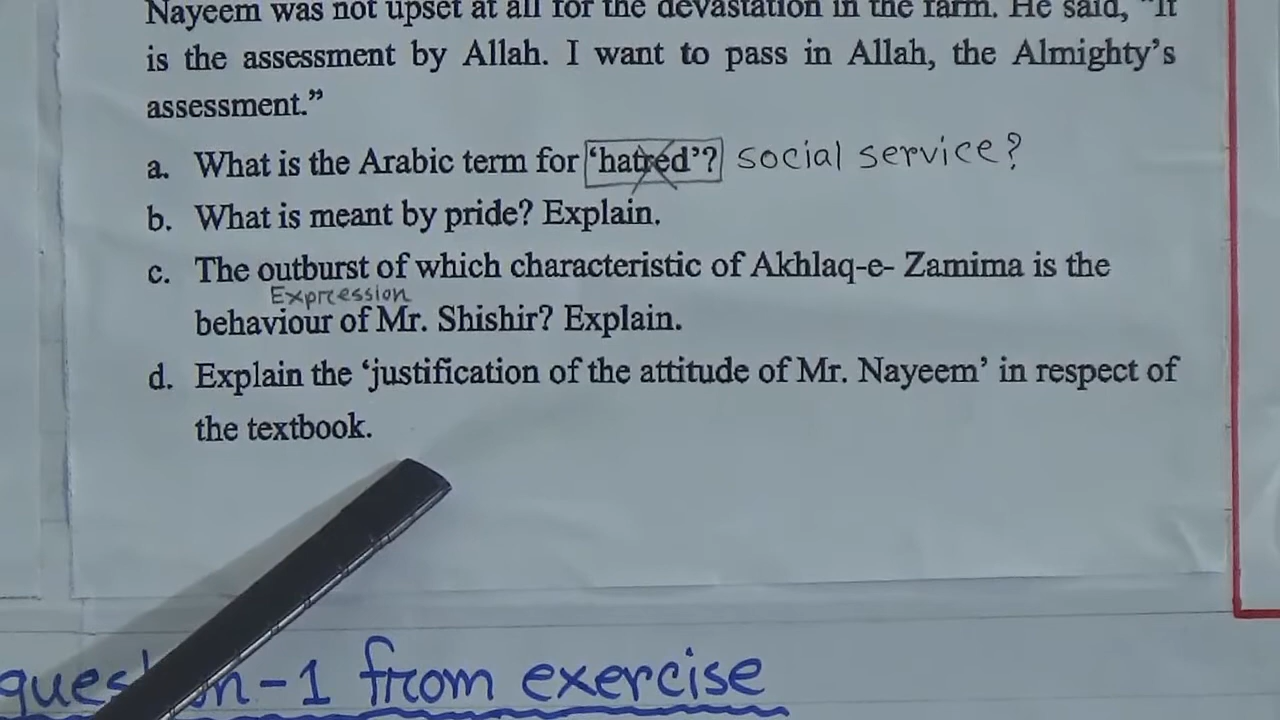 Nayeem was not upset at all for the devastation in the farm. He said, "It
is the assessment by Allah. I want to pass in Allah, the Almighty's
assessment."
a. What is the Arabic term for 'hatred'? social service?
b. What is meant by pride? Explain.
c. The outburst of which characteristic of Akhlaq-e- Zamima is the
Expression
behaviour of Mr. Shishir? Explain.
d. Explain the 'justification of the attitude of Mr. Nayeem' in respect of
the textbook.
-1 from exercise